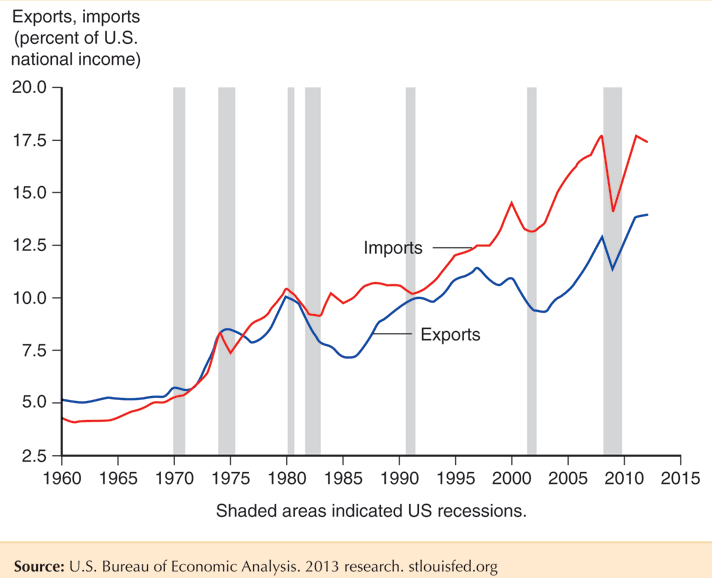 Exports, imports
(percent of U.S.
national income)
20.0
17.5
15.0
12.5
10.0
7.5
5.0
2.5
Imports
Exports
1960 1965 1970 1975 1980 1985 1990 1995 2000 2005 2010 2015
Shaded areas indicated US recessions.
Source: U.S. Bureau of Economic Analysis. 2013 research. stlouisfed.org